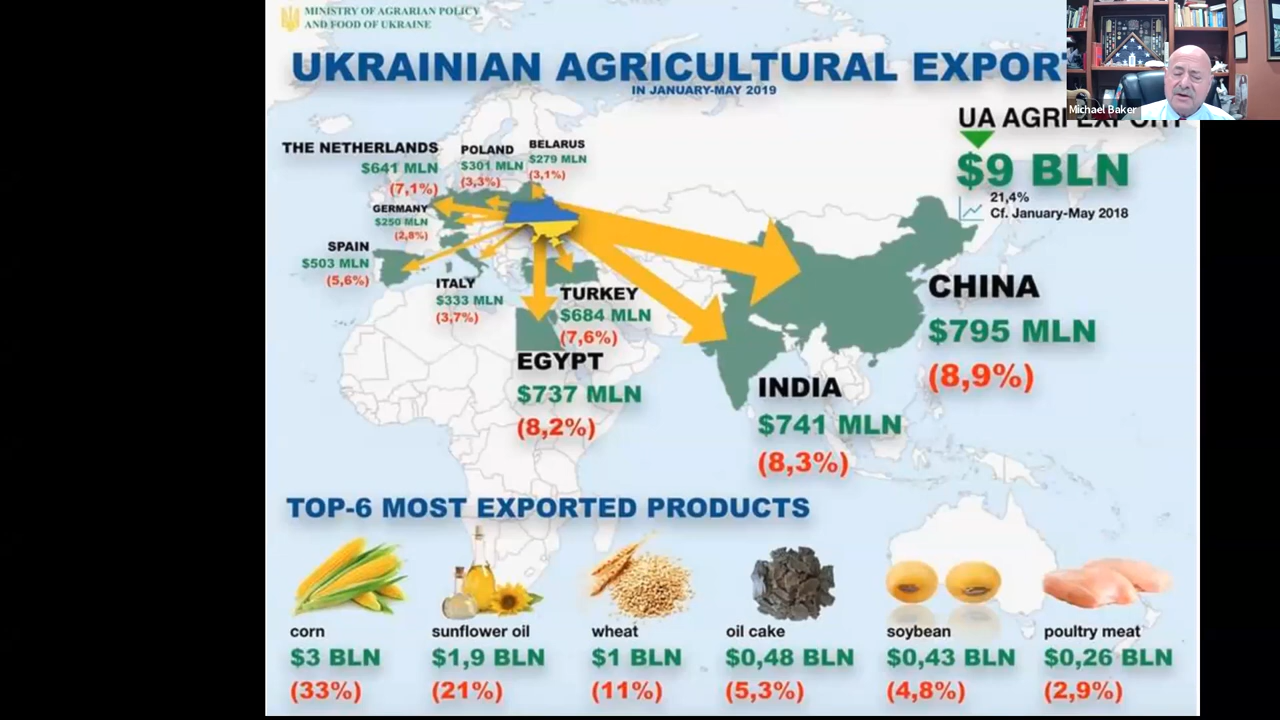 MINISTRY OF AGRARIAN POLICY
AND FOOD OF UKRAINE
UKRAINIAN AGRICULTURAL EXPOR
IN JANUARY-MAY 2019
Michael Baker
UA AGRI EXPORT
$9 BLN
21,4%
Cf. January-May 2018
THE NETHERLANDS
$641 MLN
(7,1%)
POLAND
$301 MLN
(3,3%)
BELARUS
$279 MLN
(3,1%)
GERMANY
$250 MLN
(2,8%)
SPAIN
$503 MLN
(5,6%)
ITALY
$333 MLN
(3,7%)
TURKEY
$684 MLN
(7,6%)
EGYPT
$737 MLN
(8,2%)
INDIA
$741 MLN
(8,3%)
CHINA
$795 MLN
(8,9%)
TOP-6 MOST EXPORTED PRODUCTS
corn
$3 BLN
(33%)
sunflower oil
$1,9 BLN
(21%)
wheat
$1 BLN
(11%)
oil cake
$0,48 BLN
(5,3%)
soybean
$0,43 BLN
(4,8%)
poultry meat
$0,26 BLN
(2,9%)